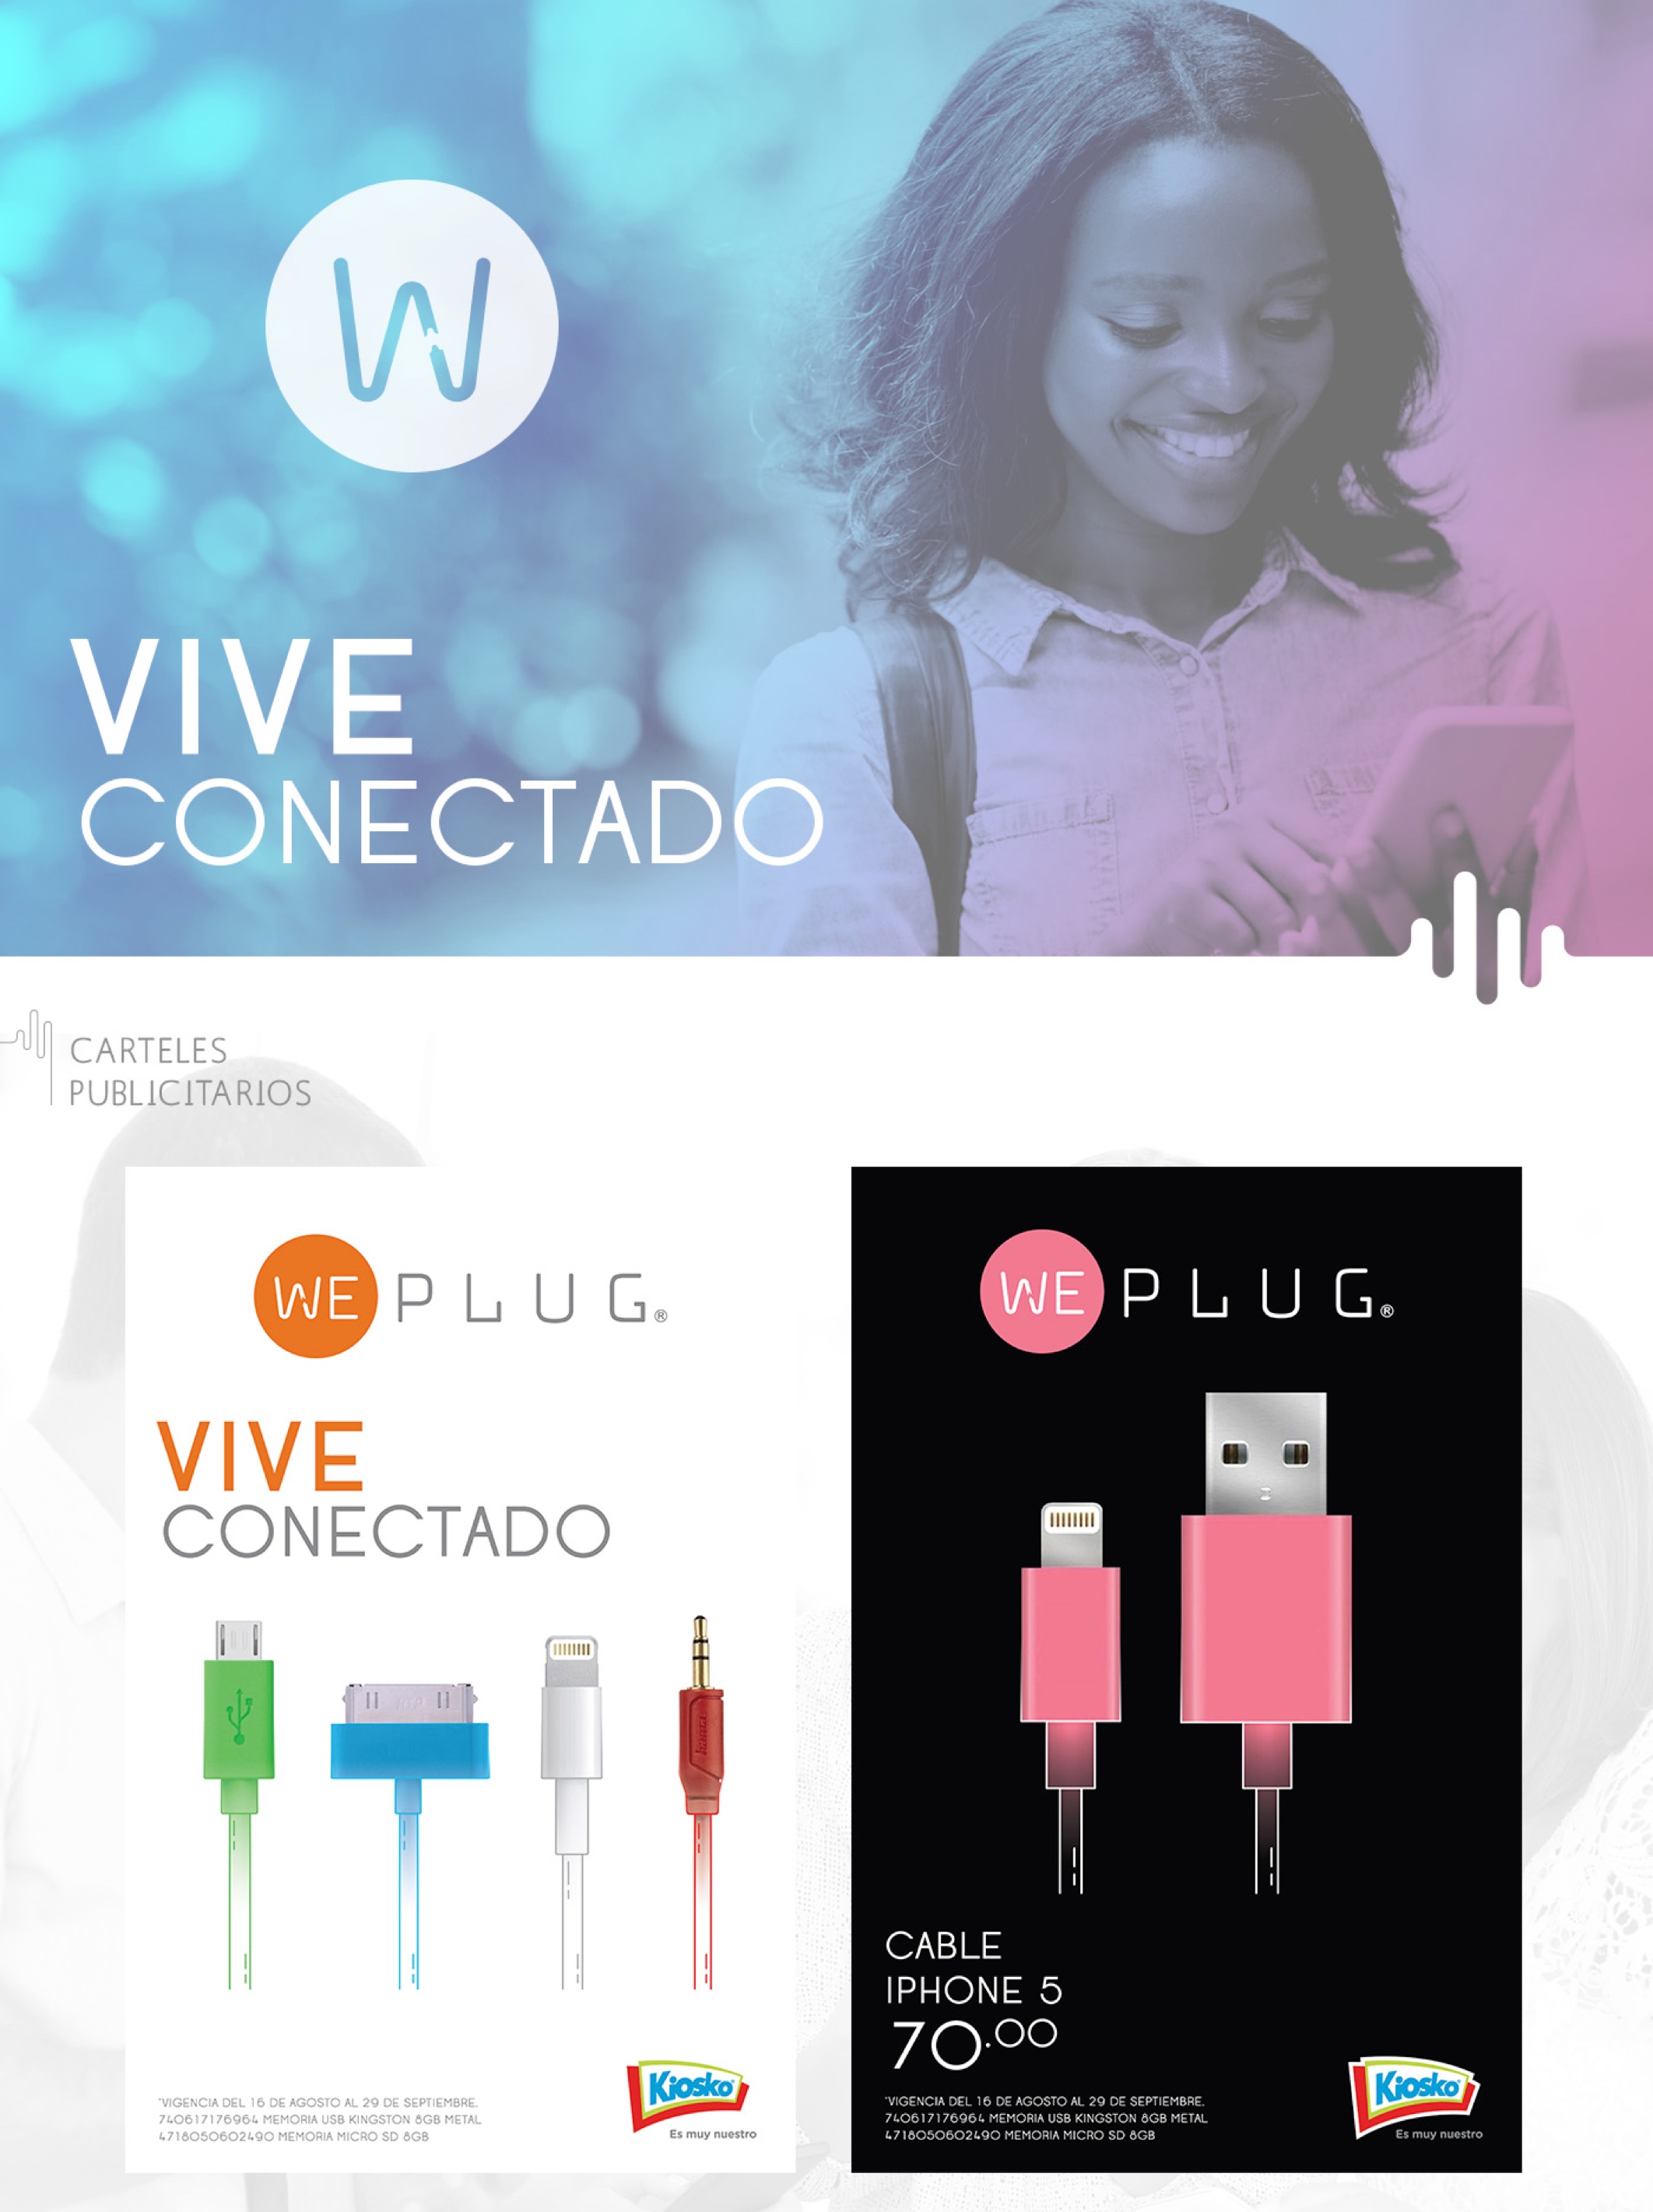 W
VIVE
CONECTADO
CARTELES
PUBLICITARIOS
WE PLUG®
VIVE
CONECTADO
*VIGENCIA DEL 16 DE AGOSTO AL 29 DE SEPTIEMBRE.
740617176964 MEMORIA USB KINGSTON 8GB METAL
4718050602490 MEMORIA MICRO SD 8GB
Kiosko
Es muy nuestro
WE PLUG®
CABLE
IPHONE 5
70.00
*VIGENCIA DEL 16 DE AGOSTO AL 29 DE SEPTIEMBRE.
740617176964 MEMORIA USB KINGSTON 8GB METAL
4718050602490 MEMORIA MICRO SD 8GB
Kiosko
Es muy nuestro